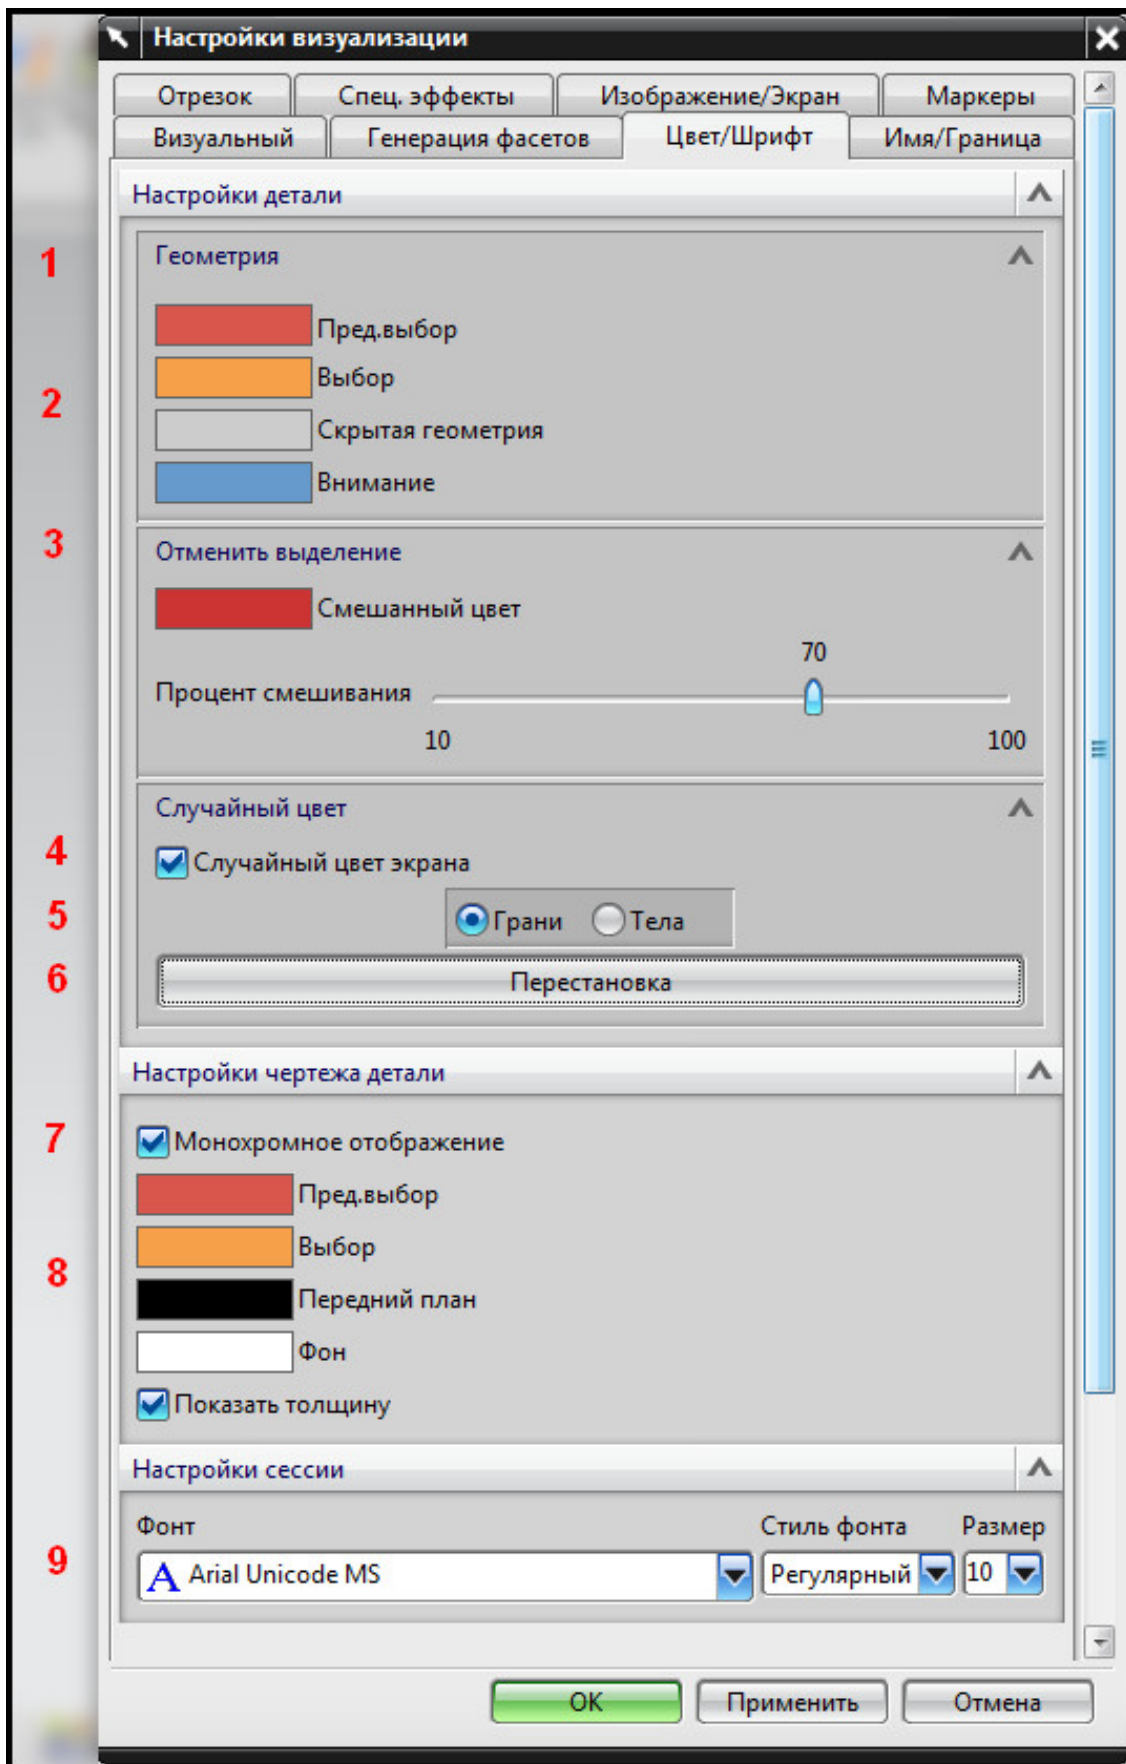 Настройки визуализации
Отрезок Спец. эффекты Изображение/Экран Маркеры
Визуальный Генерация фасетов Цвет/Шрифт Имя/Граница
Настройки детали
1 Геометрия
Пред.выбор
2 Выбор
Скрытая геометрия
Внимание
3 Отменить выделение
Смешанный цвет
70
Процент смешивания
10 100
Случайный цвет
4 Случайный цвет экрана
5 Грани Тела
6 Перестановка
Настройки чертежа детали
7 Монохромное отображение
Пред.выбор
Выбор
8 Передний план
Фон
Показать толщину
Настройки сессии
Фонт Стиль фонта Размер
9 A Arial Unicode MS Регулярный 10
OK Применить Отмена